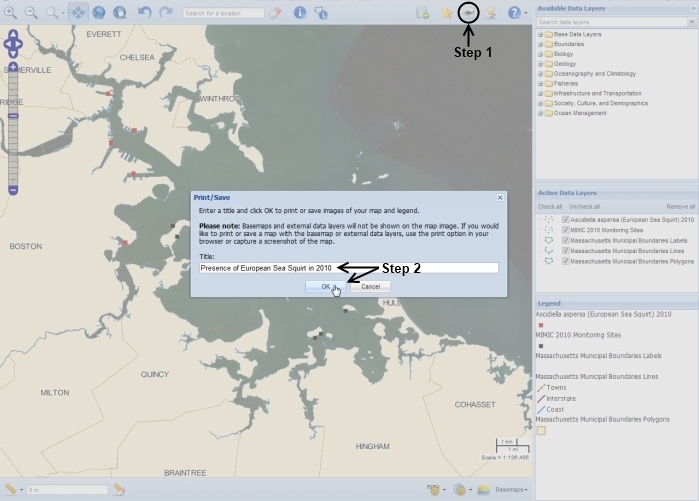 Search for a location
Step 1
Available Data Layers
Search data layers
Base Data Layers
Boundaries
Biology
Geology
Oceanography and Climatology
Fisheries
Infrastructure and Transportation
Society, Culture, and Demographics
Ocean Management
EVERETT
CHELSEA
WINTHROP
BOSTON
Print/Save
Enter a title and click OK to print or save images of your map and legend.
Please note: Basemaps and external data layers will not be shown on the map image. If you would
like to print or save a map with the basemap or external data layers, use the print option in your
browser or capture a screenshot of the map.
Title:
Presence of European Sea Squirt in 2010
Step 2
OK
Cancel
Active Data Layers
Check all Uncheck all Remove all
Ascidiella aspersa (European Sea Squirt) 2010
MIMIC 2010 Monitoring Sites
Massachusetts Municipal Boundaries Labels
Massachusetts Municipal Boundaries Lines
Massachusetts Municipal Boundaries Polygons
Legend
Ascidiella aspersa (European Sea Squirt) 2010
MIMIC 2010 Monitoring Sites
Massachusetts Municipal Boundaries Labels
Massachusetts Municipal Boundaries Lines
Towns
Interstate
Coast
Massachusetts Municipal Boundaries Polygons
HULL
QUINCY
MILTON
COHASSET
HINGHAM
BRAINTREE
1 km
1 mi
Scale = 1:136,495
0 m
Basemaps